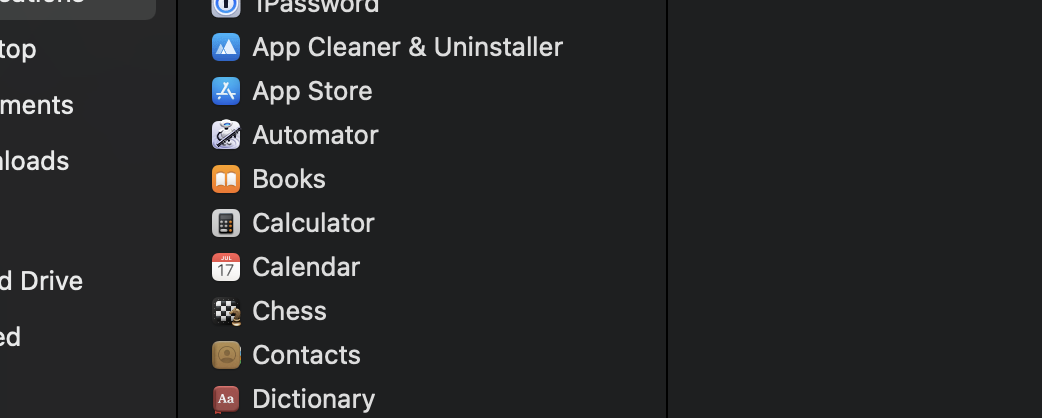 cations
top
ments
nloads
d Drive
ed
1Password
App Cleaner & Uninstaller
App Store
Automator
Books
Calculator
JUL
17
Calendar
Chess
Contacts
Aa
Dictionary